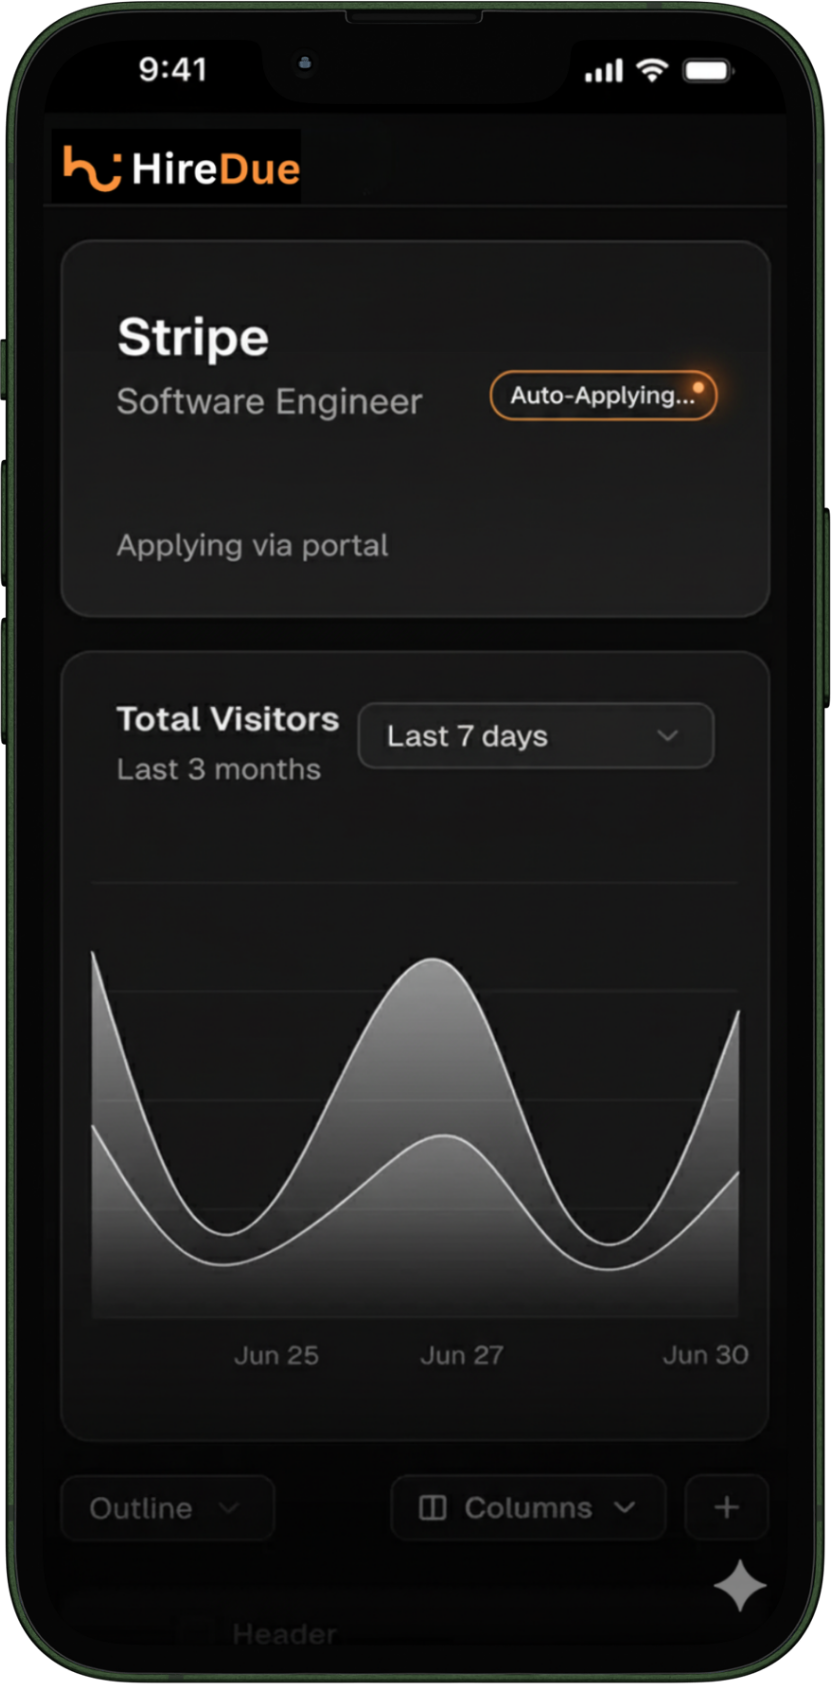 9:41
HireDue
Stripe
Software Engineer
Auto-Applying...
Applying via portal
Total Visitors
Last 7 days
Last 3 months
Jun 25 Jun 27 Jun 30
Outline Columns +
Header